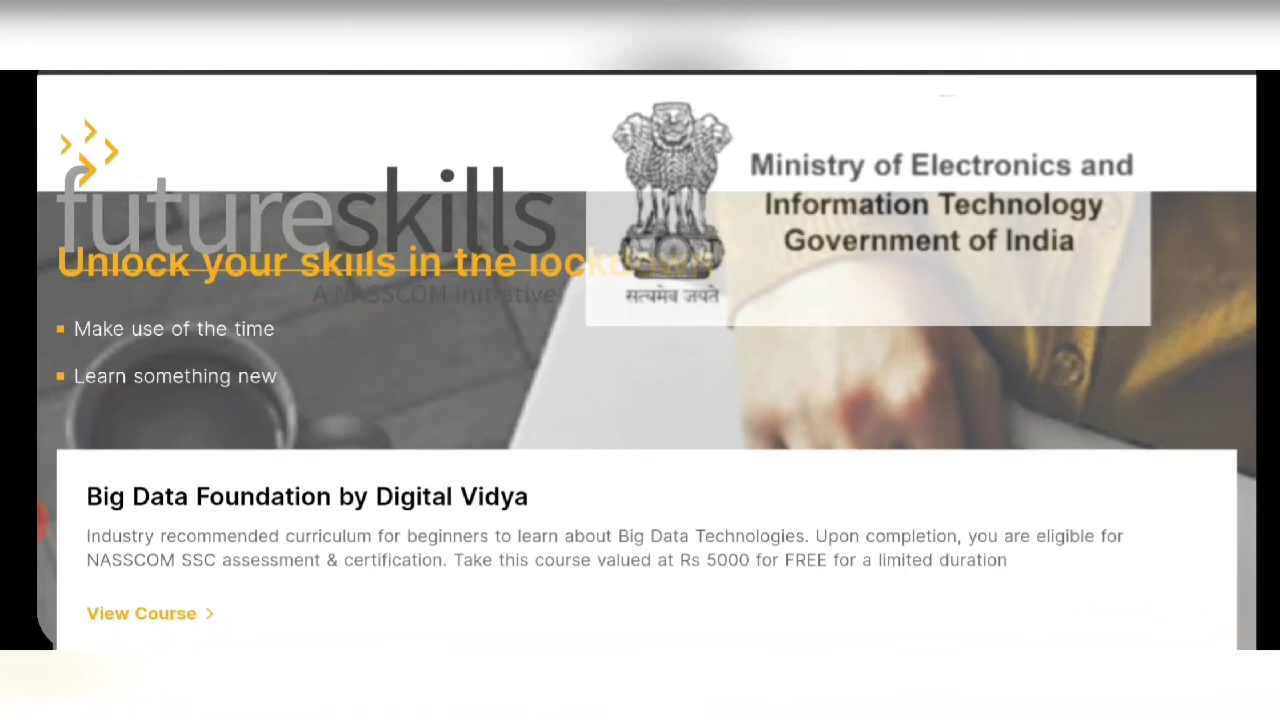 futureskills
A NASSCOM initiative
Ministry of Electronics and
Information Technology
Government of India
सत्यमेव जयते
Unlock your skills in the lockdown
Make use of the time
Learn something new
Big Data Foundation by Digital Vidya
Industry recommended curriculum for beginners to learn about Big Data Technologies. Upon completion, you are eligible for
NASSCOM SSC assessment & certification. Take this course valued at Rs 5000 for FREE for a limited duration
View Course >